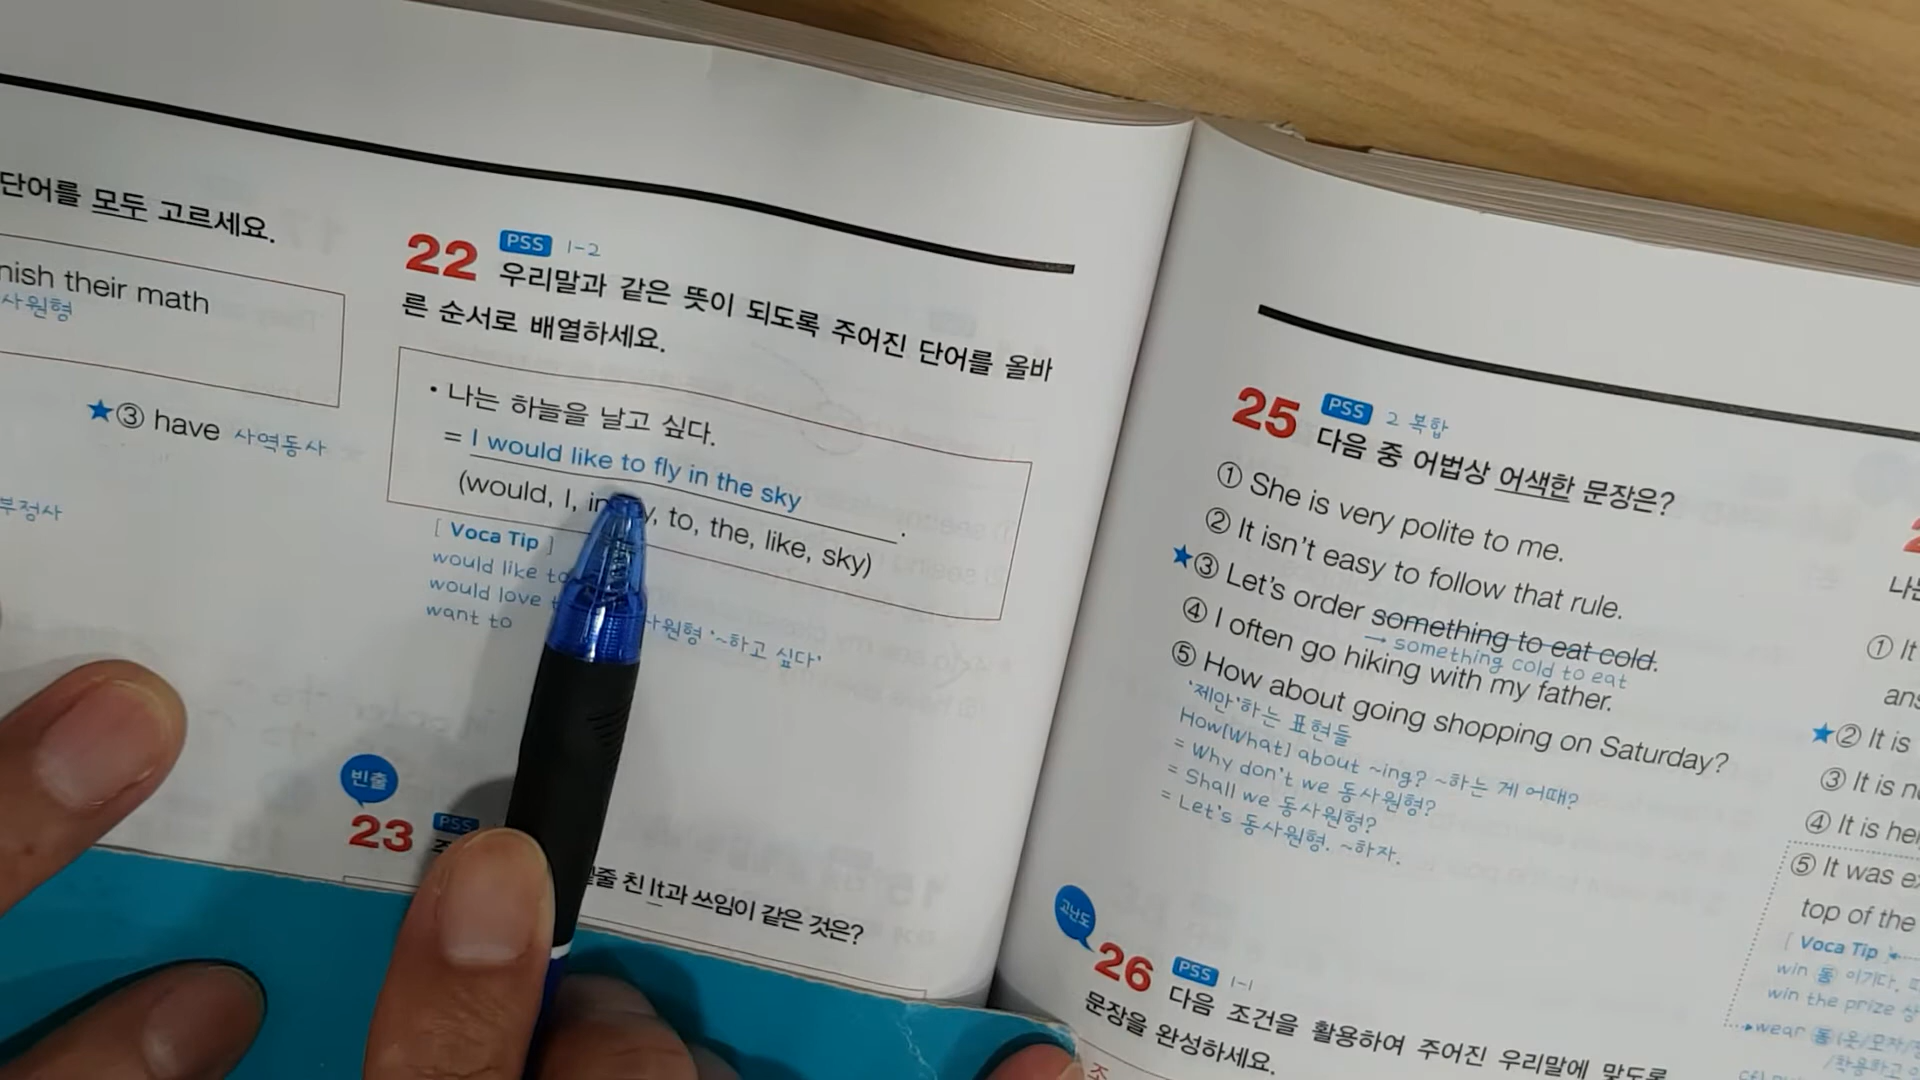 단어를 모두 고르세요.
nish their math
사원형
★③ have 사역동사
부정사
22 PSS 1-2
우리말과 같은 뜻이 되도록 주어진 단어를 올바
른 순서로 배열하세요.
• 나는 하늘을 날고 싶다.
= I would like to fly in the sky.
(would, I, in, to, the, like, sky)
[ Voca Tip ]
would like to
would love
want to
사원형 '~하고 싶다'
빈출
23 PSS
밑줄 친 It과 쓰임이 같은 것은?
25 PSS 2 복합
다음 중 어법상 어색한 문장은?
① She is very polite to me.
② It isn't easy to follow that rule.
★③ Let's order something to eat cold.
→ something cold to eat
④ I often go hiking with my father.
⑤ How about going shopping on Saturday?
'제안'하는 표현들
How[What] about ~ing? ~하는 게 어때?
= Why don't we 동사원형?
= Shall we 동사원형?
= Let's 동사원형. ~하자.
고난도
26 PSS 1-1
다음 조건을 활용하여 주어진 우리말에 맞도록
문장을 완성하세요.
조
나는
① It
ans
★② It is
③ It is
④ It is
⑤ It was
top of the
[ Voca Tip
win 동 이기다,
win the prize 상
wear 동 (옷/모자/
/착용하고